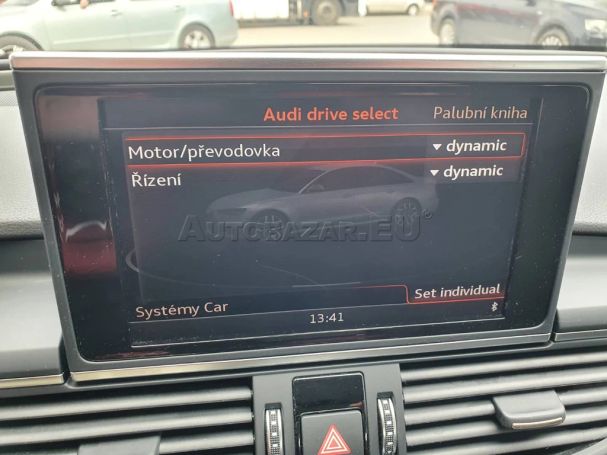 Audi drive select
Palubní kniha
Motor/převodovka ▼ dynamic
Řízení ▼ dynamic
AUTOBAZAR.EU
Set individual
Systémy Car
13:41